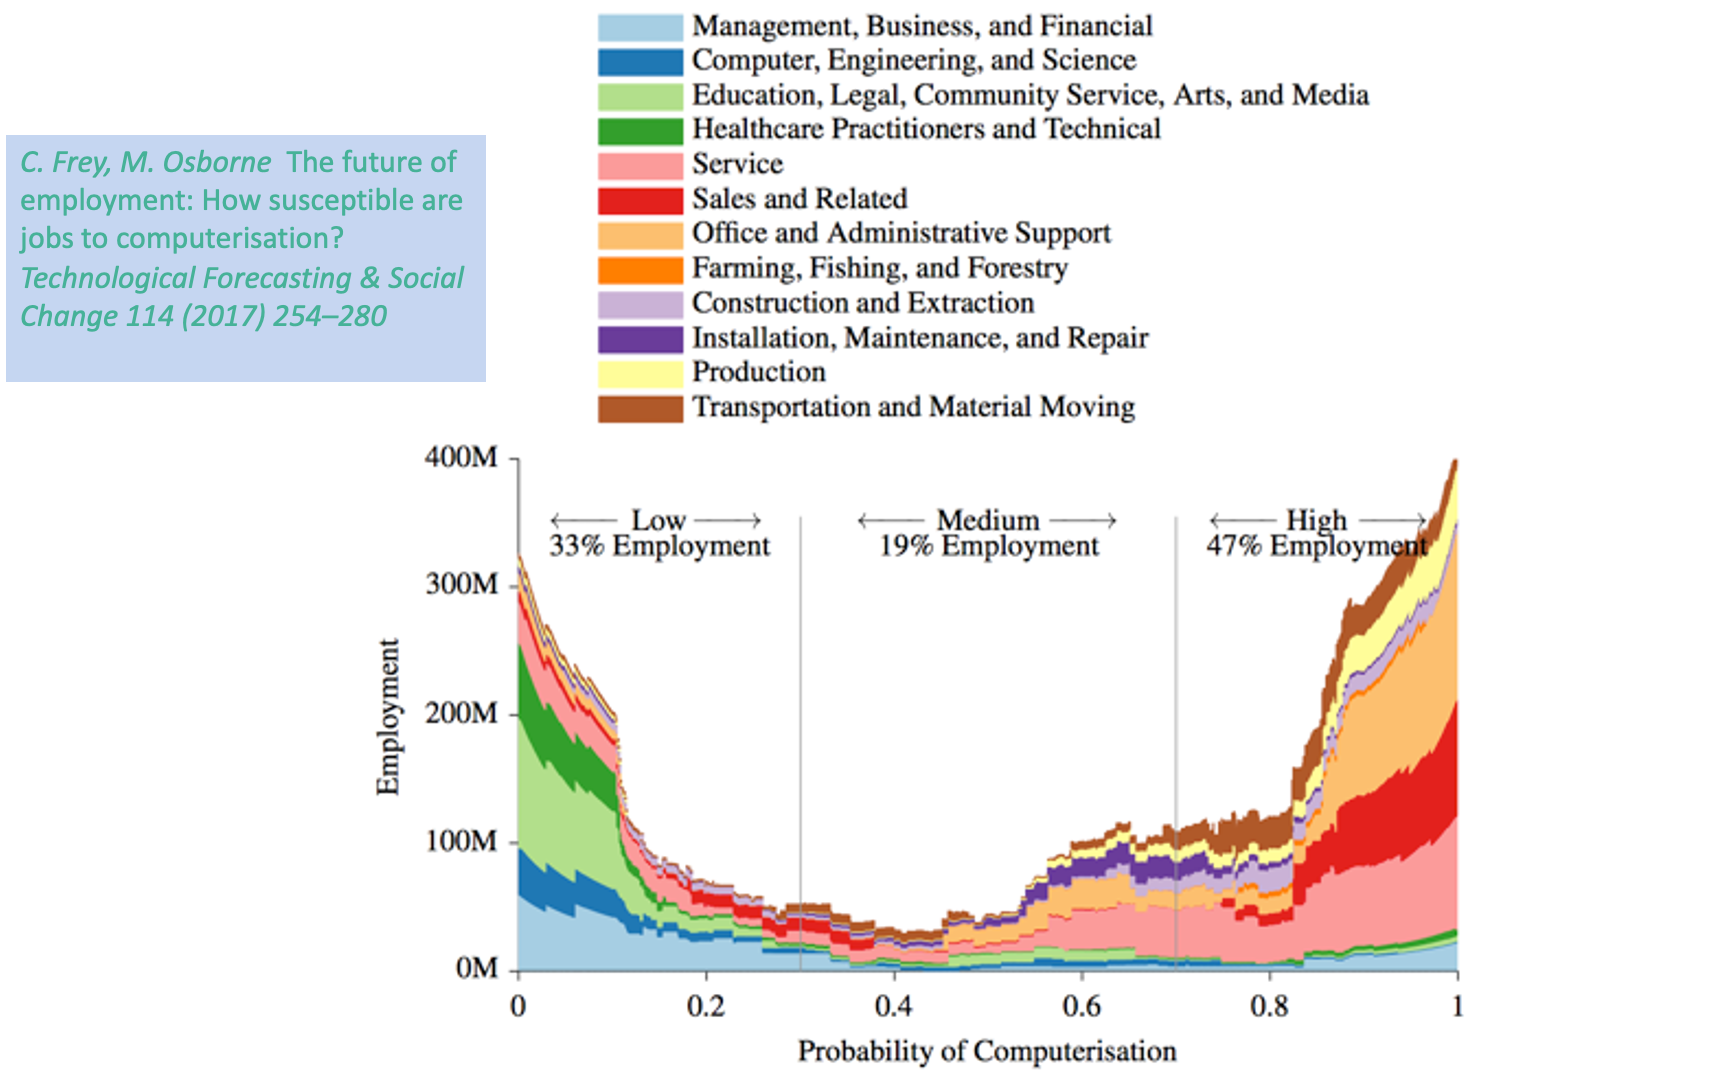 Management, Business, and Financial
Computer, Engineering, and Science
Education, Legal, Community Service, Arts, and Media
Healthcare Practitioners and Technical
Service
Sales and Related
Office and Administrative Support
Farming, Fishing, and Forestry
Construction and Extraction
Installation, Maintenance, and Repair
Production
Transportation and Material Moving
C. Frey, M. Osborne The future of
employment: How susceptible are
jobs to computerisation?
Technological Forecasting & Social
Change 114 (2017) 254–280
400M
300M
200M
100M
0M
Employment
Low
33% Employment
Medium
19% Employment
High
47% Employment
0 0.2 0.4 0.6 0.8 1
Probability of Computerisation